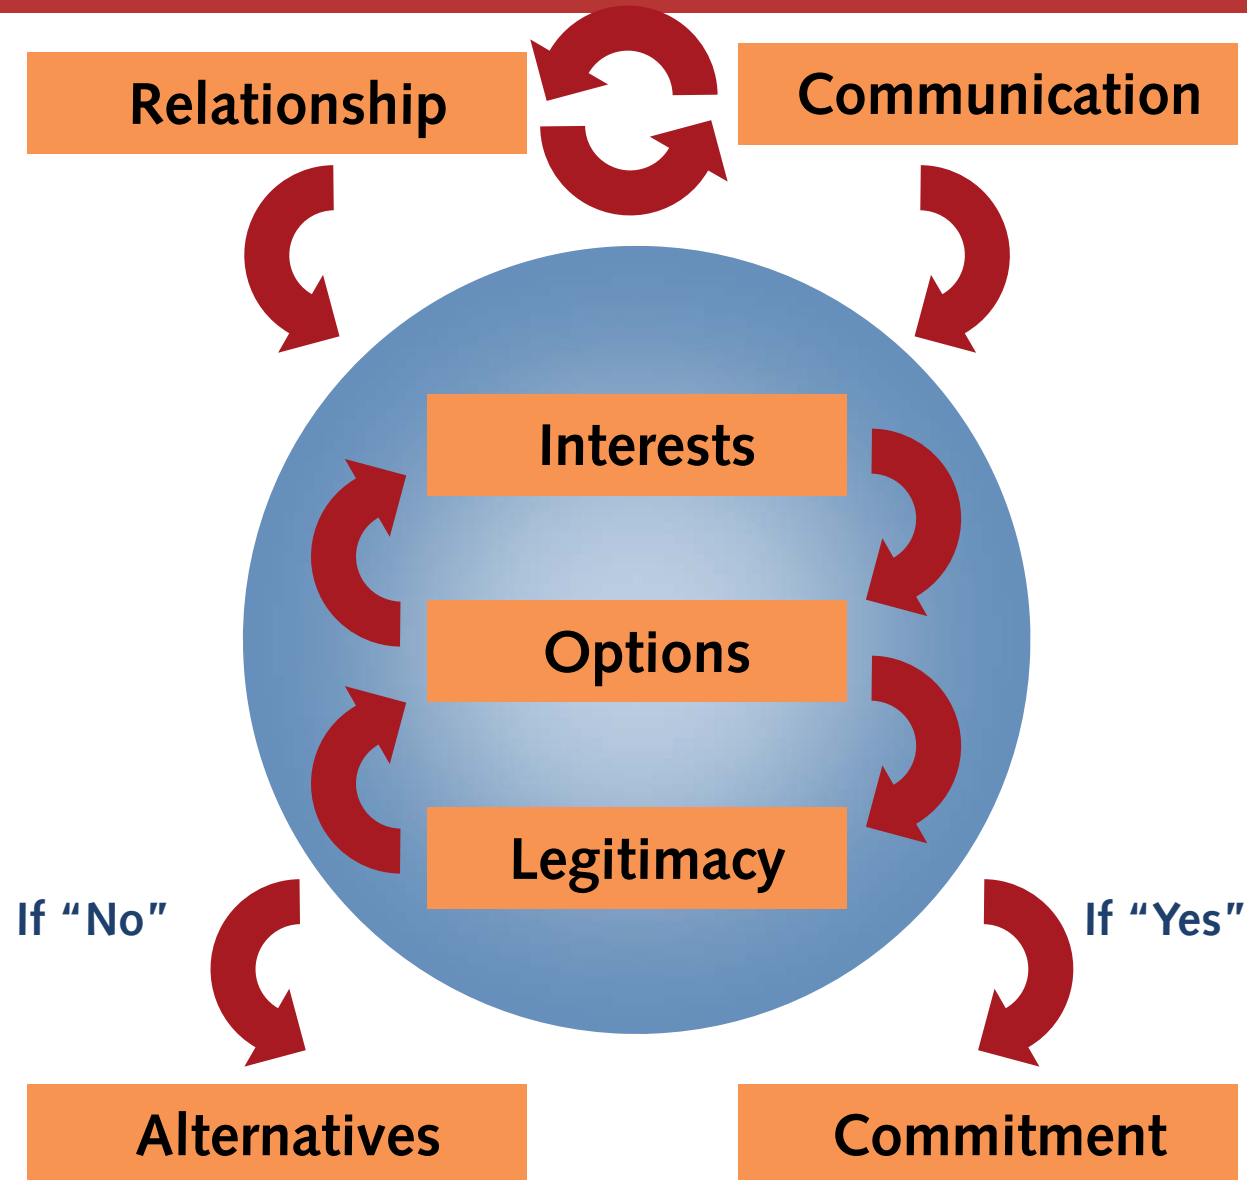 Relationship
Communication
Interests
Options
Legitimacy
If “No”
If “Yes”
Alternatives
Commitment